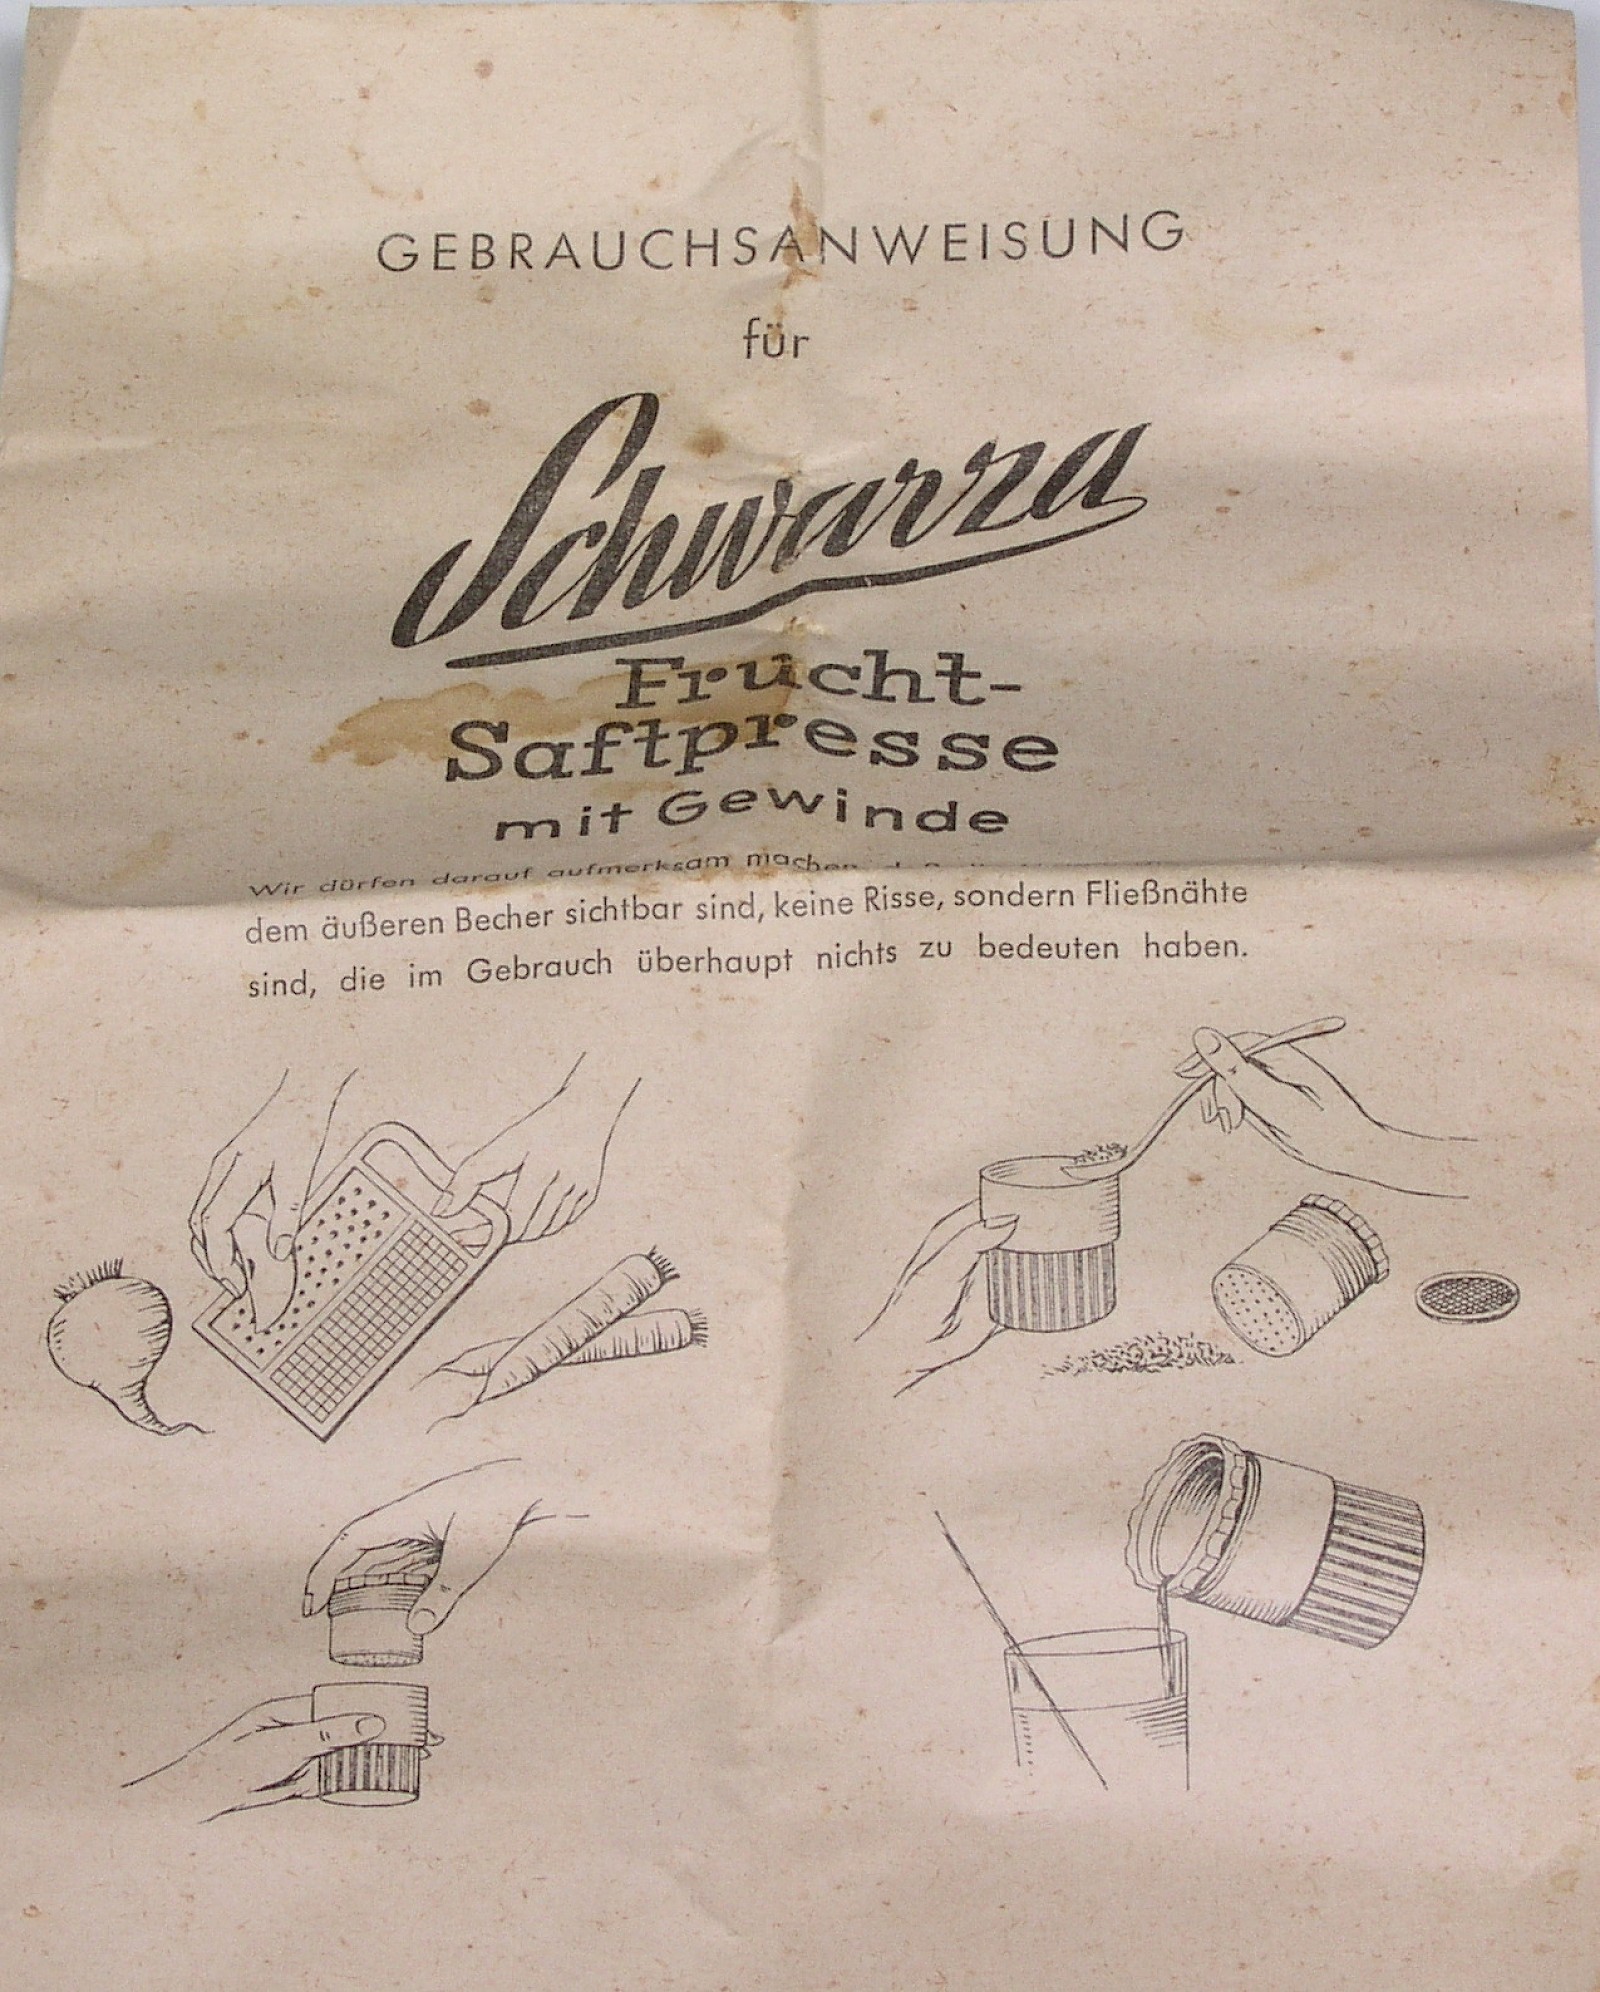 GEBRAUCHSANWEISUNG
für
Schwarza
Frucht-
Saftpresse
mit Gewinde
Wir dürfen darauf aufmerksam machen,
dem äußeren Becher sichtbar sind, keine Risse, sondern Fließnähte
sind, die im Gebrauch überhaupt nichts zu bedeuten haben.